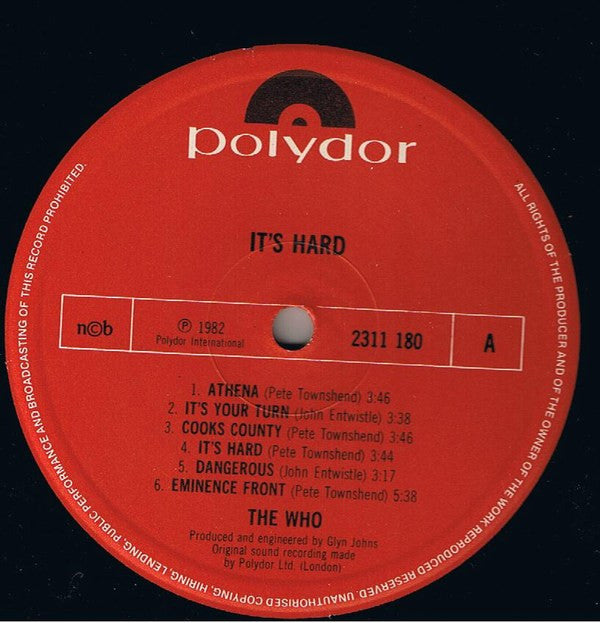 polydor
IT'S HARD
n©b
℗ 1982
Polydor International
2311 180
A
1. ATHENA (Pete Townshend) 3:46
2. IT'S YOUR TURN (John Entwistle) 3:38
3. COOKS COUNTY (Pete Townshend) 3:46
4. IT'S HARD (Pete Townshend) 3:44
5. DANGEROUS (John Entwistle) 3:17
6. EMINENCE FRONT (Pete Townshend) 5:38
THE WHO
Produced and engineered by Glyn Johns
Original sound recording made
by Polydor Ltd. (London)
ALL RIGHTS OF THE PRODUCER AND OF THE OWNER OF THE WORK REPRODUCED RESERVED. UNAUTHORISED COPYING, HIRING, LENDING, PUBLIC PERFORMANCE AND BROADCASTING OF THIS RECORD PROHIBITED.